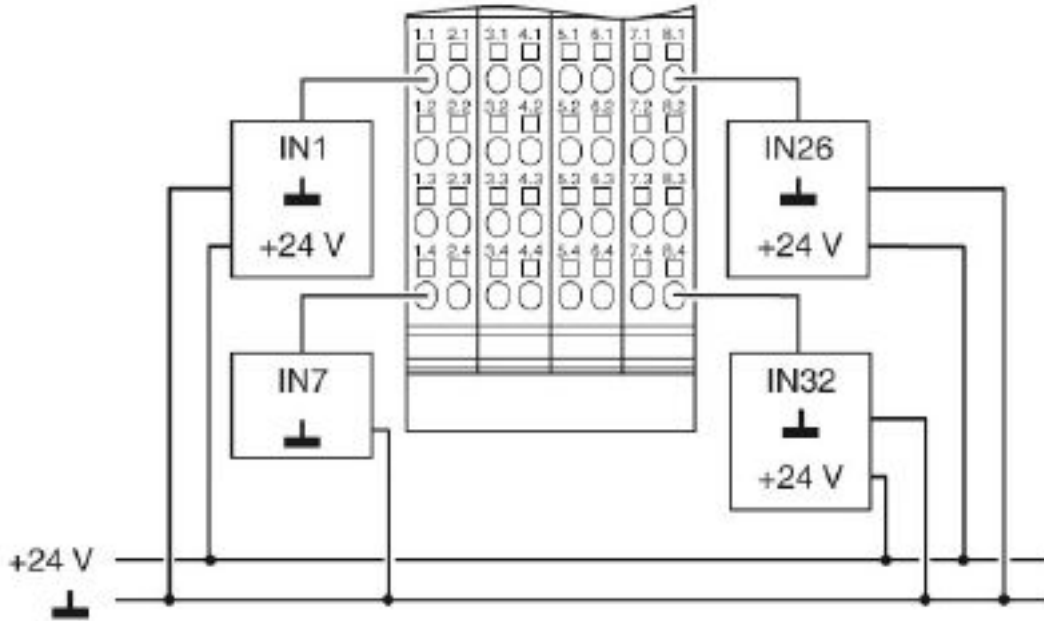 1.1 2.1 3.1 4.1 5.1 6.1 7.1 8.1
1.2 2.2 3.2 4.2 5.2 6.2 7.2 8.2
IN1
IN26
1.3 2.3 3.3 4.3 5.3 6.3 7.3 8.3
+24 V
+24 V
1.4 2.4 3.4 4.4 5.4 6.4 7.4 8.4
IN7
IN32
+24 V
+24 V